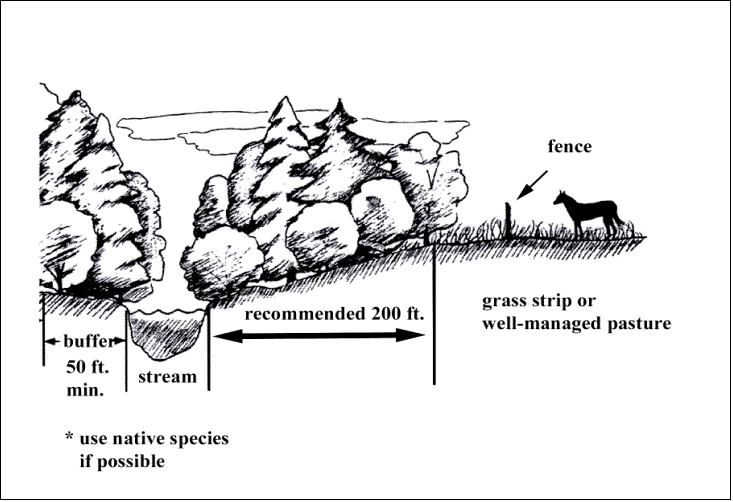 fence
recommended 200 ft.
grass strip or
well-managed pasture
buffer
50 ft.
min.
stream
* use native species
if possible